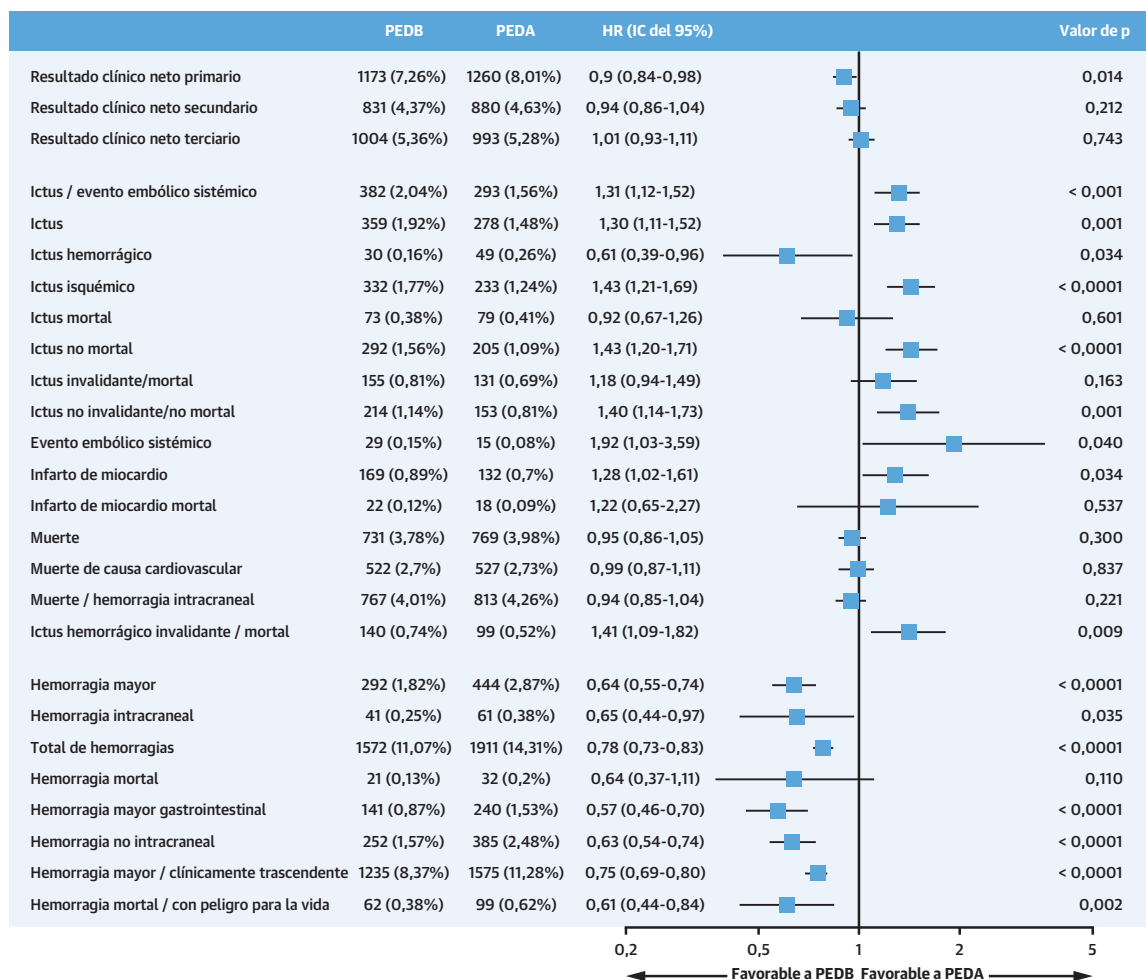 PEDB PEDA HR (IC del 95%) Valor de p
Resultado clínico neto primario 1173 (7,26%) 1260 (8,01%) 0,9 (0,84-0,98) 0,014
Resultado clínico neto secundario 831 (4,37%) 880 (4,63%) 0,94 (0,86-1,04) 0,212
Resultado clínico neto terciario 1004 (5,36%) 993 (5,28%) 1,01 (0,93-1,11) 0,743
Ictus / evento embólico sistémico 382 (2,04%) 293 (1,56%) 1,31 (1,12-1,52) < 0,001
Ictus 359 (1,92%) 278 (1,48%) 1,30 (1,11-1,52) 0,001
Ictus hemorrágico 30 (0,16%) 49 (0,26%) 0,61 (0,39-0,96) 0,034
Ictus isquémico 332 (1,77%) 233 (1,24%) 1,43 (1,21-1,69) < 0,0001
Ictus mortal 73 (0,38%) 79 (0,41%) 0,92 (0,67-1,26) 0,601
Ictus no mortal 292 (1,56%) 205 (1,09%) 1,43 (1,20-1,71) < 0,0001
Ictus invalidante/mortal 155 (0,81%) 131 (0,69%) 1,18 (0,94-1,49) 0,163
Ictus no invalidante/no mortal 214 (1,14%) 153 (0,81%) 1,40 (1,14-1,73) 0,001
Evento embólico sistémico 29 (0,15%) 15 (0,08%) 1,92 (1,03-3,59) 0,040
Infarto de miocardio 169 (0,89%) 132 (0,7%) 1,28 (1,02-1,61) 0,034
Infarto de miocardio mortal 22 (0,12%) 18 (0,09%) 1,22 (0,65-2,27) 0,537
Muerte 731 (3,78%) 769 (3,98%) 0,95 (0,86-1,05) 0,300
Muerte de causa cardiovascular 522 (2,7%) 527 (2,73%) 0,99 (0,87-1,11) 0,837
Muerte / hemorragia intracraneal 767 (4,01%) 813 (4,26%) 0,94 (0,85-1,04) 0,221
Ictus hemorrágico invalidante / mortal 140 (0,74%) 99 (0,52%) 1,41 (1,09-1,82) 0,009
Hemorragia mayor 292 (1,82%) 444 (2,87%) 0,64 (0,55-0,74) < 0,0001
Hemorragia intracraneal 41 (0,25%) 61 (0,38%) 0,65 (0,44-0,97) 0,035
Total de hemorragias 1572 (11,07%) 1911 (14,31%) 0,78 (0,73-0,83) < 0,0001
Hemorragia mortal 21 (0,13%) 32 (0,2%) 0,64 (0,37-1,11) 0,110
Hemorragia mayor gastrointestinal 141 (0,87%) 240 (1,53%) 0,57 (0,46-0,70) < 0,0001
Hemorragia no intracraneal 252 (1,57%) 385 (2,48%) 0,63 (0,54-0,74) < 0,0001
Hemorragia mayor / clínicamente trascendente 1235 (8,37%) 1575 (11,28%) 0,75 (0,69-0,80) < 0,0001
Hemorragia mortal / con peligro para la vida 62 (0,38%) 99 (0,62%) 0,61 (0,44-0,84) 0,002
0,2 0,5 1 2 5
Favorable a PEDB Favorable a PEDA